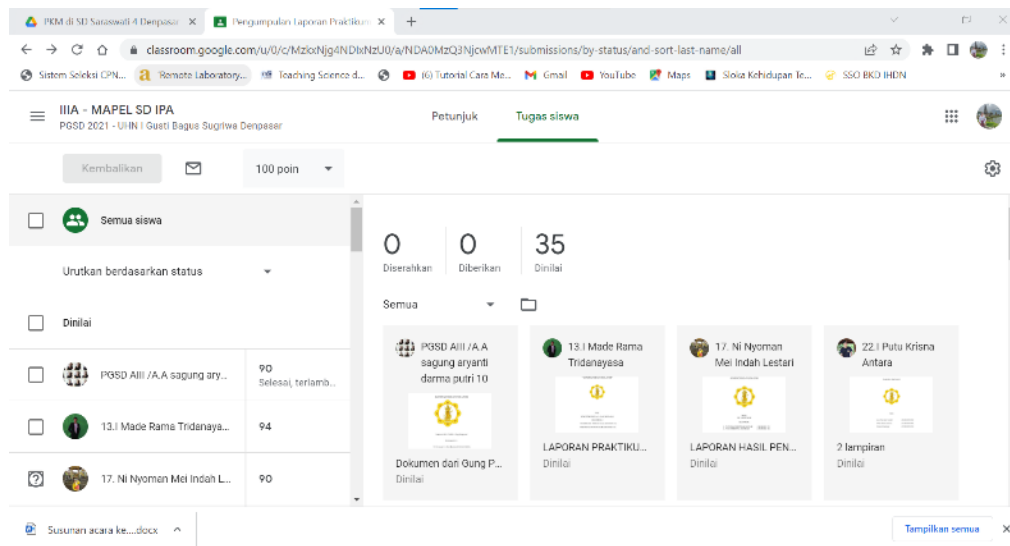 PKM di SD Saraswati 4 Denpasar
Pengumpulan Laporan Praktikum
classroom.google.com/u/0/c/MzkxNjg4NDIxNzU0/a/NDA0MzQ3NjcwMTE1/submissions/by-status/and-sort-last-name/all
Sistem Seleksi CPN...
Remote Laboratory...
Teaching Science d...
(6) Tutorial Cara Me...
Gmail
YouTube
Maps
Sloka Kehidupan Te...
SSO BKD IHDN
IIIA - MAPEL SD IPA
PGSD 2021 - UHN I Gusti Bagus Sugriwa Denpasar
Petunjuk
Tugas siswa
Kembalikan
100 poin
Semua siswa
Urutkan berdasarkan status
Dinilai
PGSD AIII /A.A sagung ary...
90
Selesai, terlamb...
13.I Made Rama Tridanaya...
94
17. Ni Nyoman Mei Indah L...
90
0
Diserahkan
0
Diberikan
35
Dinilai
Semua
PGSD AIII /A.A
sagung aryanti
darma putri 10
Dokumen dari Gung P...
Dinilai
13.I Made Rama
Tridanayasa
LAPORAN PRAKTIKU...
Dinilai
17. Ni Nyoman
Mei Indah Lestari
LAPORAN HASIL PEN...
Dinilai
22.I Putu Krisna
Antara
2 lampiran
Dinilai
Susunan acara ke....docx
Tampilkan semua